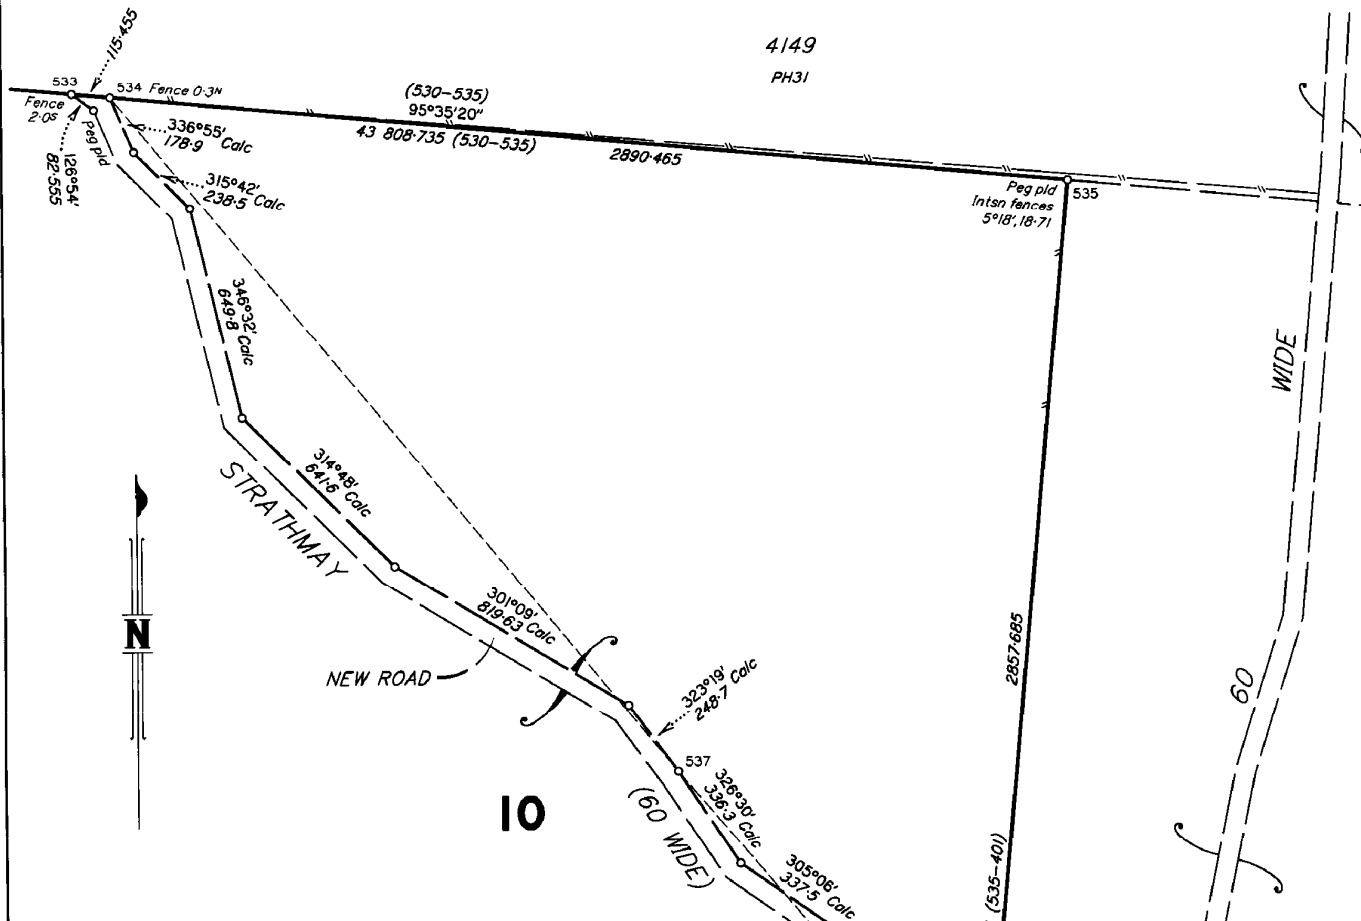 4149
PH31
115·455
533
534
Fence 0·3N
Fence
2·0S
Peg pld
126°54'
82·555
(530-535)
95°35'20"
43 808·735 (530-535)
2890·465
336°55' Calc
178·9
315°42' Calc
238·5
Peg pld
Intsn fences
5°18', 18·71
535
346°32' Calc
649·8
WIDE
314°48' Calc
641·6
STRATHMAY
301°09' Calc
819·63
N
NEW ROAD
2857·685
60
323°19'
248·7 Calc
537
326°30'
336·3 Calc
10
(60 WIDE)
305°06'
337·5 Calc
(535-401)